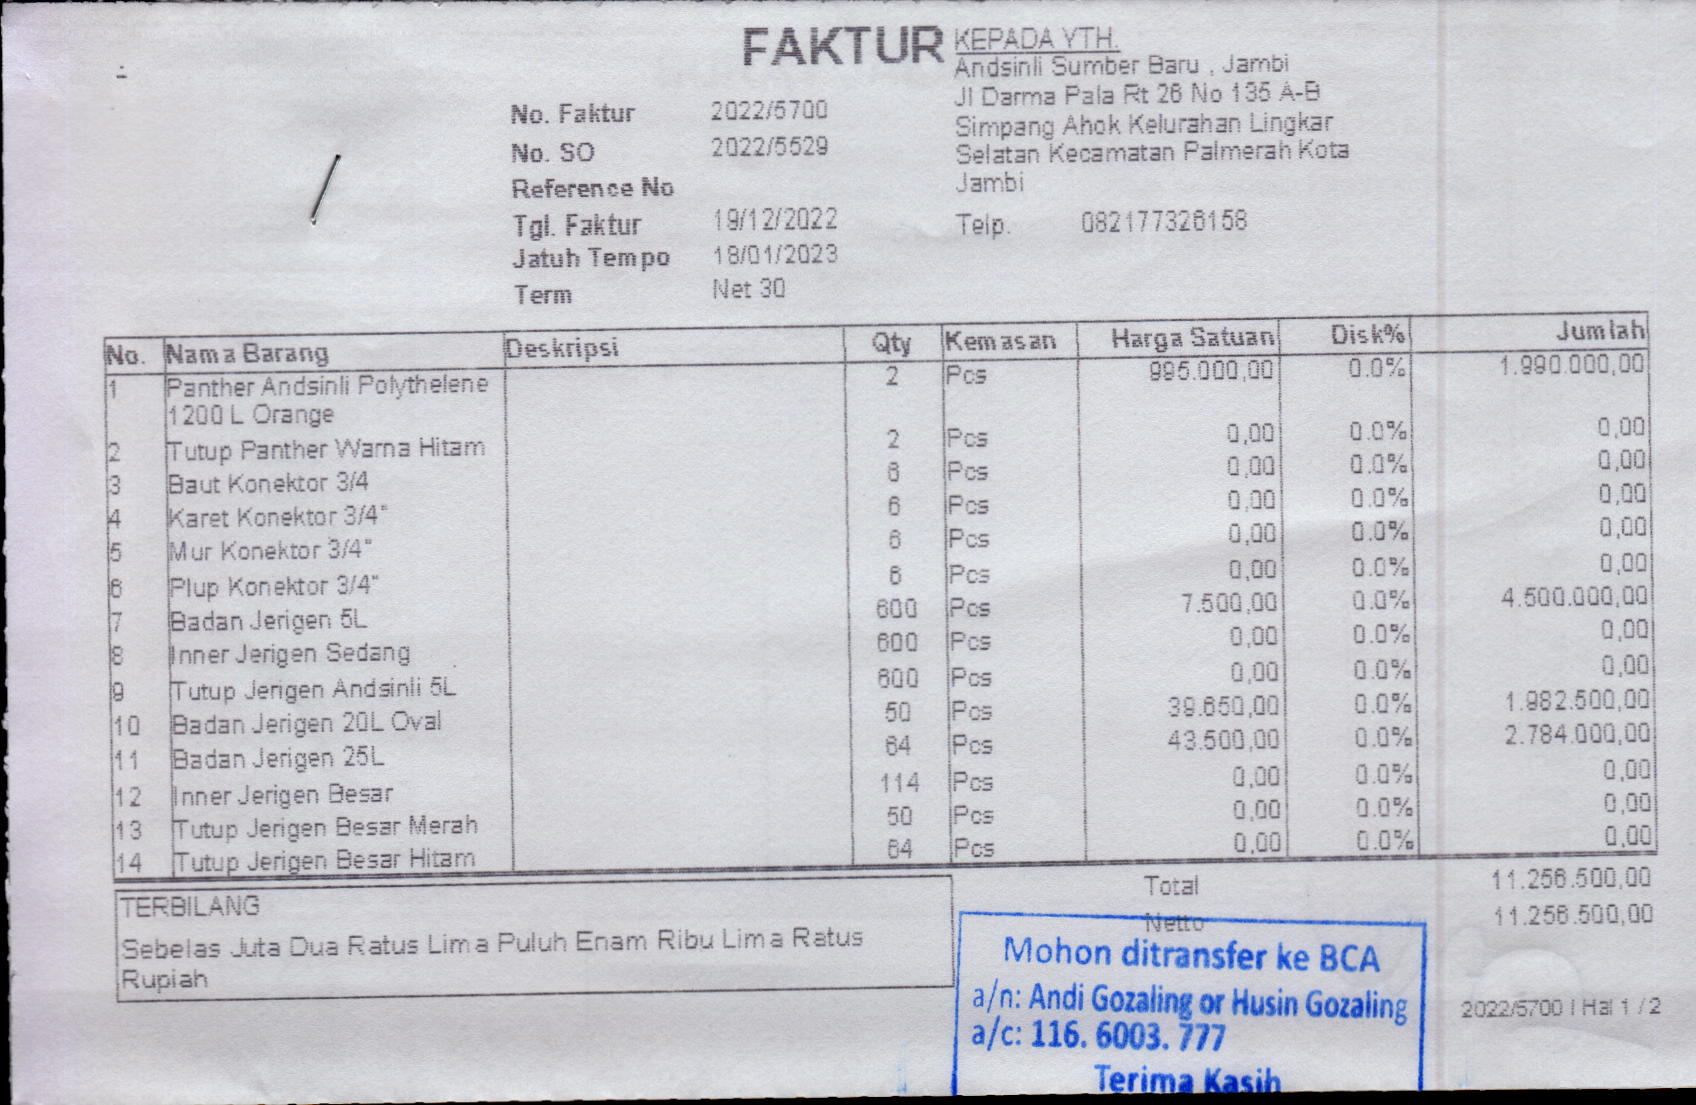 FAKTUR
KEPADA YTH.
Andsinli Sumber Baru , Jambi
Jl Darma Pala Rt 26 No 135 A-B
Simpang Ahok Kelurahan Lingkar
Selatan Kecamatan Palmerah Kota
Jambi
Telp. 082177326158
No. Faktur 2022/5700
No. SO 2022/5529
Reference No
Tgl. Faktur 19/12/2022
Jatuh Tempo 18/01/2023
Term Net 30
No. Nama Barang Deskripsi Qty Kemasan Harga Satuan Disk% Jumlah
1 Panther Andsinli Polythelene 2 Pcs 995.000,00 0.0% 1.990.000,00
1200 L Orange
2 Tutup Panther Warna Hitam 2 Pcs 0,00 0.0% 0,00
3 Baut Konektor 3/4 6 Pcs 0,00 0.0% 0,00
4 Karet Konektor 3/4" 6 Pcs 0,00 0.0% 0,00
5 Mur Konektor 3/4" 6 Pcs 0,00 0.0% 0,00
6 Plup Konektor 3/4" 6 Pcs 0,00 0.0% 0,00
7 Badan Jerigen 5L 600 Pcs 7.500,00 0.0% 4.500.000,00
8 Inner Jerigen Sedang 600 Pcs 0,00 0.0% 0,00
9 Tutup Jerigen Andsinli 5L 600 Pcs 0,00 0.0% 0,00
10 Badan Jerigen 20L Oval 50 Pcs 39.650,00 0.0% 1.982.500,00
11 Badan Jerigen 25L 64 Pcs 43.500,00 0.0% 2.784.000,00
12 Inner Jerigen Besar 114 Pcs 0,00 0.0% 0,00
13 Tutup Jerigen Besar Merah 50 Pcs 0,00 0.0% 0,00
14 Tutup Jerigen Besar Hitam 64 Pcs 0,00 0.0% 0,00
Total 11.256.500,00
Netto 11.256.500,00
TERBILANG
Sebelas Juta Dua Ratus Lima Puluh Enam Ribu Lima Ratus
Rupiah
Mohon ditransfer ke BCA
a/n: Andi Gozaling or Husin Gozaling
a/c: 116. 6003. 777
Terima Kasih
2022/5700 | Hal 1 / 2